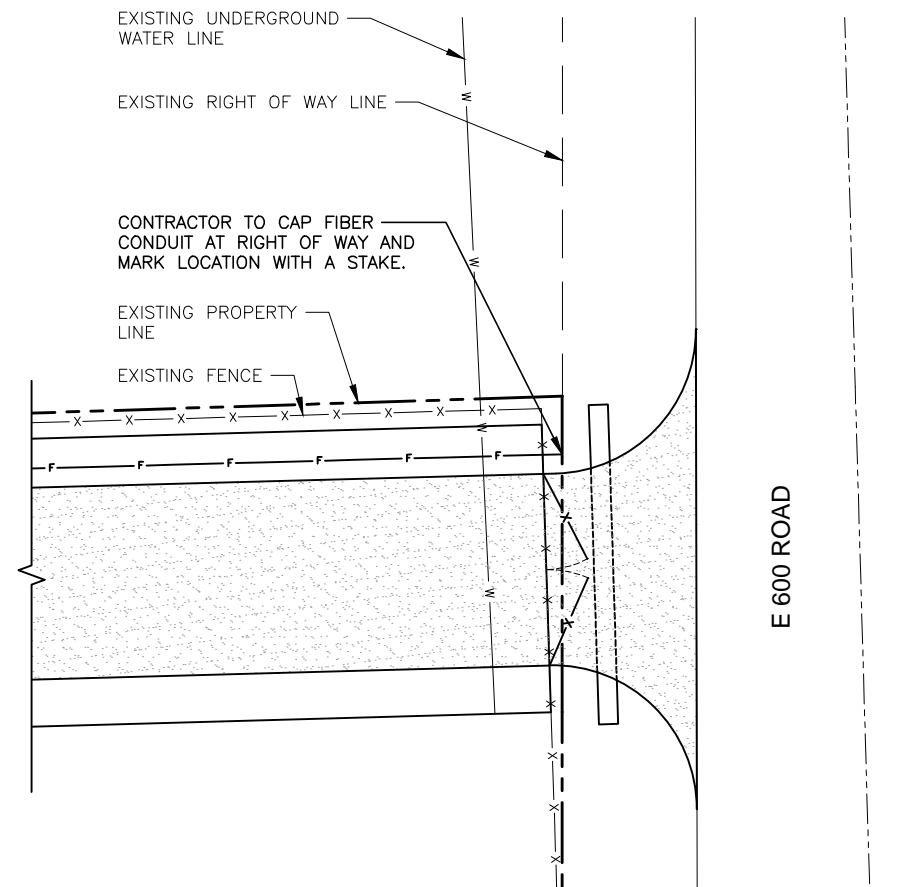 EXISTING UNDERGROUND
WATER LINE
EXISTING RIGHT OF WAY LINE
CONTRACTOR TO CAP FIBER
CONDUIT AT RIGHT OF WAY AND
MARK LOCATION WITH A STAKE.
EXISTING PROPERTY
LINE
EXISTING FENCE
W
W
W
W
X X X X X X X X X
F F F F F F
X
X
X
X
X
X
X
X
X
X
X
E 600 ROAD